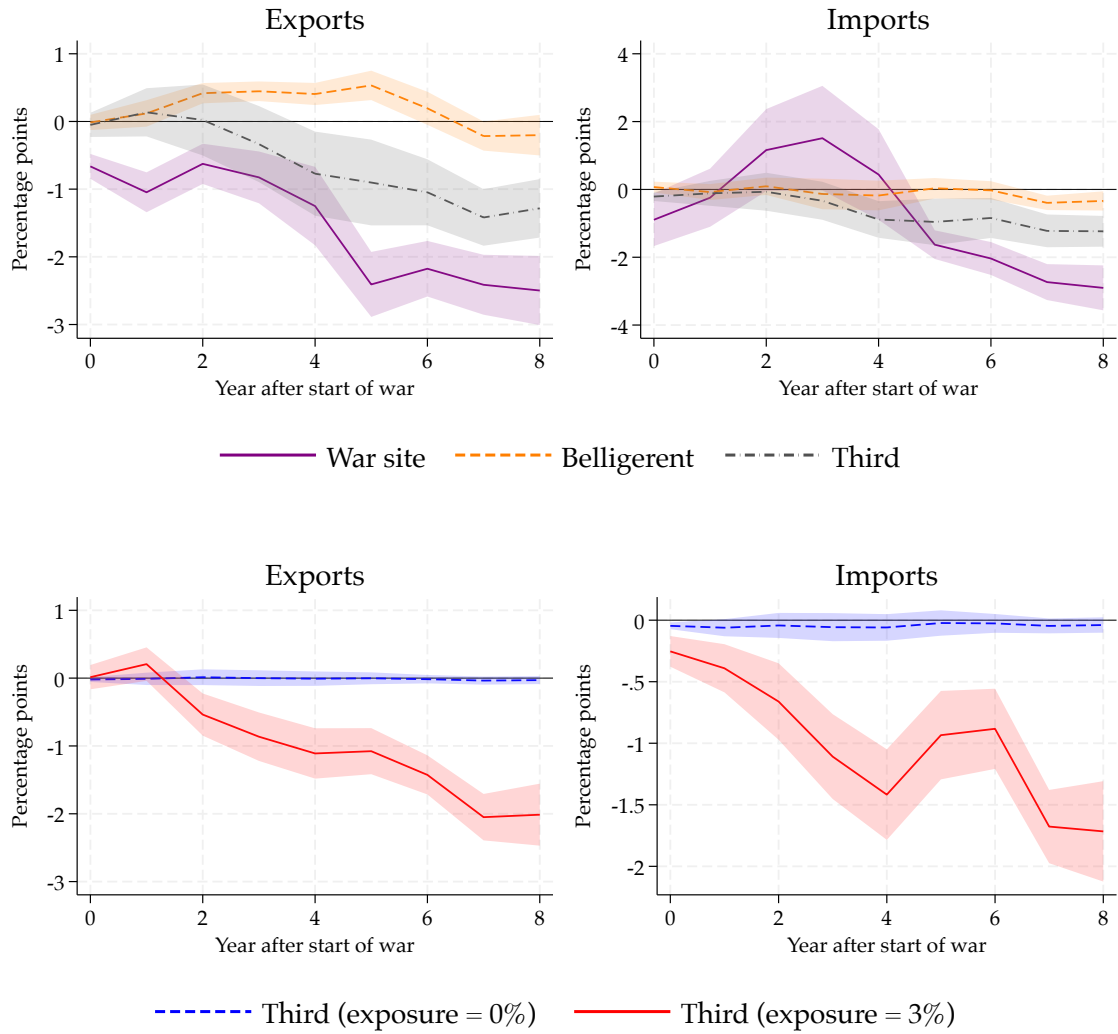 Exports
Imports
Percentage points
1
0
-1
-2
-3
0
2
4
6
8
Year after start of war
Percentage points
4
2
0
-2
-4
0
2
4
6
8
Year after start of war
War site
Belligerent
Third
Exports
Imports
Percentage points
1
0
-1
-2
-3
0
2
4
6
8
Year after start of war
Percentage points
0
-.5
-1
-1.5
-2
0
2
4
6
8
Year after start of war
Third (exposure = 0%)
Third (exposure = 3%)